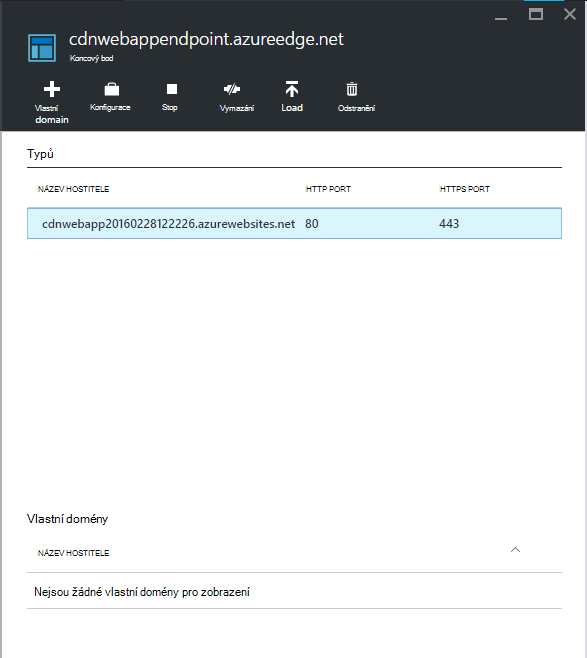 cdnwebappendpoint.azureedge.net
Koncový bod
Vlastní domain
Konfigurace
Stop
Vymazání
Load
Odstranění
Typů
NÁZEV HOSTITELE HTTP PORT HTTPS PORT
cdnwebapp20160228122226.azurewebsites.net 80 443
Vlastní domény
NÁZEV HOSTITELE
Nejsou žádné vlastní domény pro zobrazení